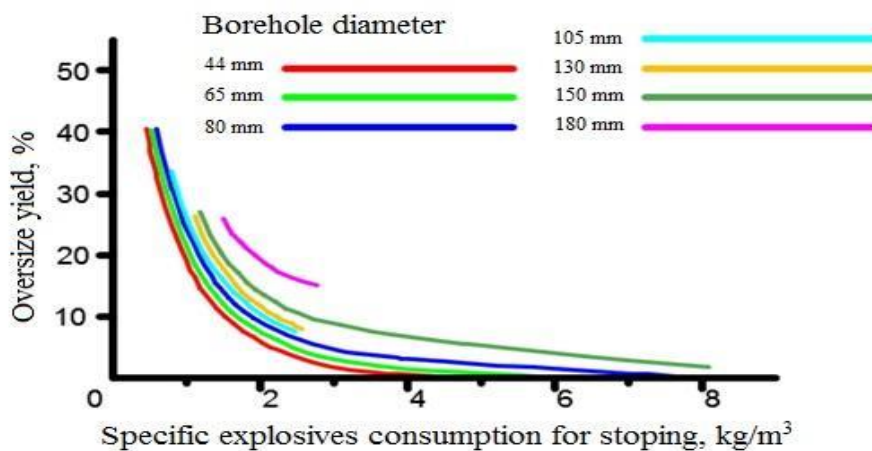 Borehole diameter
44 mm
65 mm
80 mm
105 mm
130 mm
150 mm
180 mm
Oversize yield, %
50
40
30
20
10
0 2 4 6 8
Specific explosives consumption for stoping, kg/m³